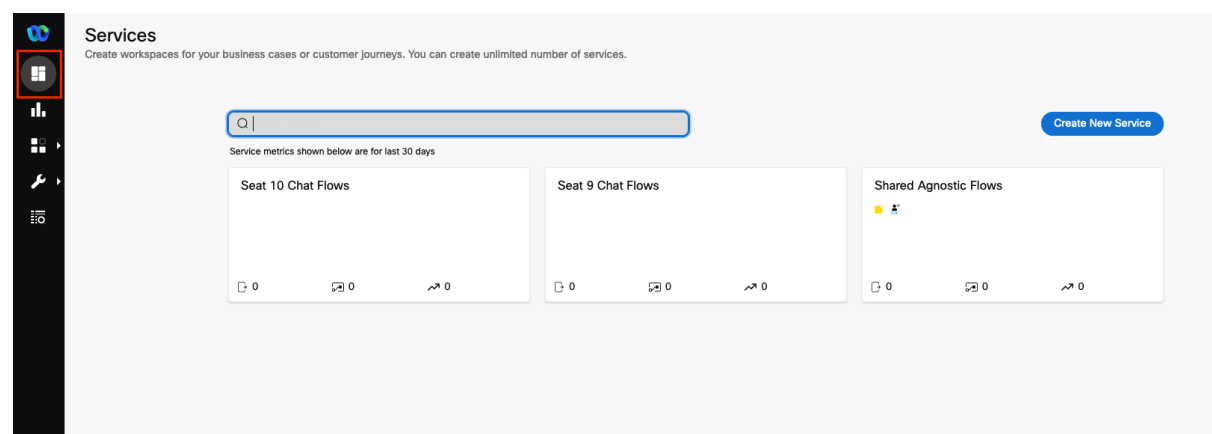 Services
Create workspaces for your business cases or customer journeys. You can create unlimited number of services.
Create New Service
Service metrics shown below are for last 30 days
Seat 10 Chat Flows
Seat 9 Chat Flows
Shared Agnostic Flows
0 0 0
0 0 0
0 0 0